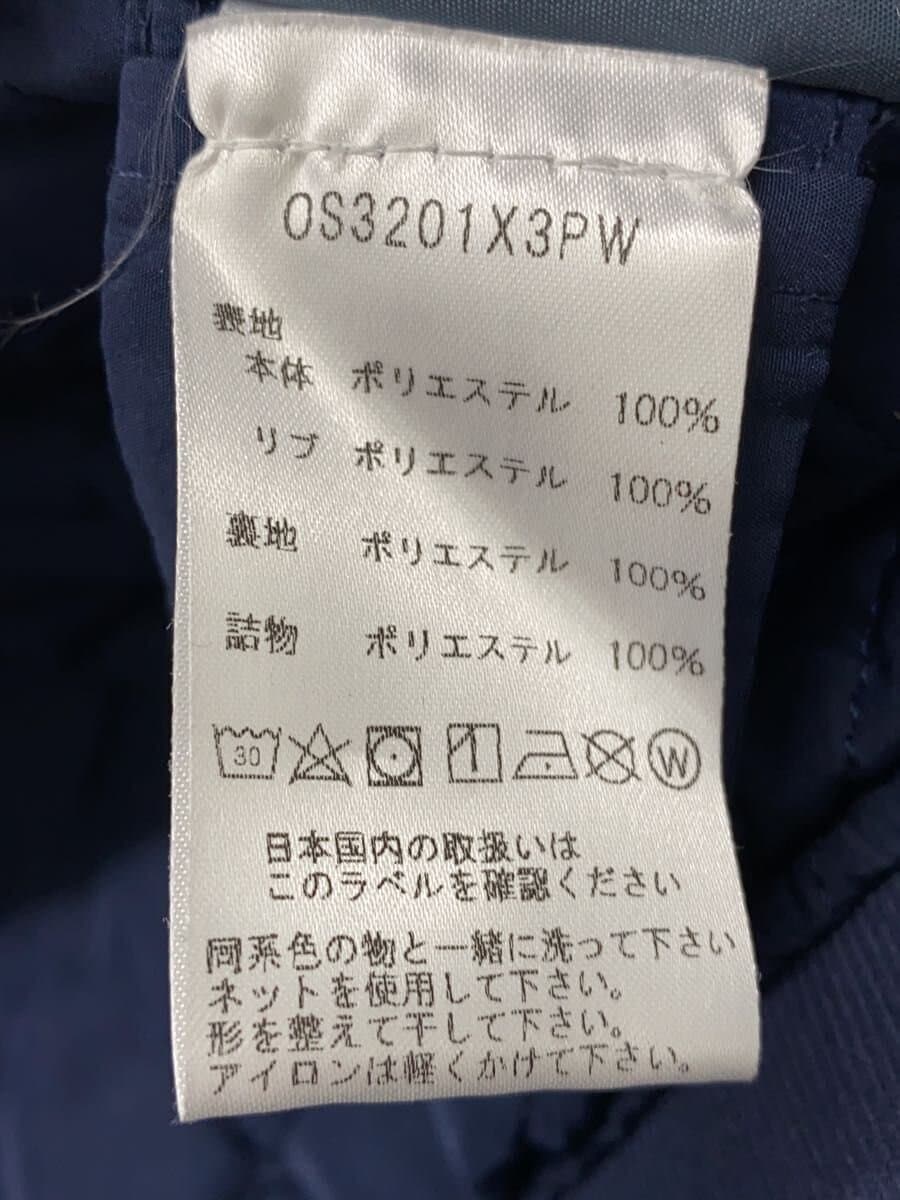 OS3201X3PW
表地
本体 ポリエステル 100%
リブ ポリエステル 100%
裏地 ポリエステル 100%
詰物 ポリエステル 100%
30 W
日本国内の取扱いは
このラベルを確認ください
同系色の物と一緒に洗って下さい
ネットを使用して下さい。
形を整えて干して下さい。
アイロンは軽くかけて下さい。